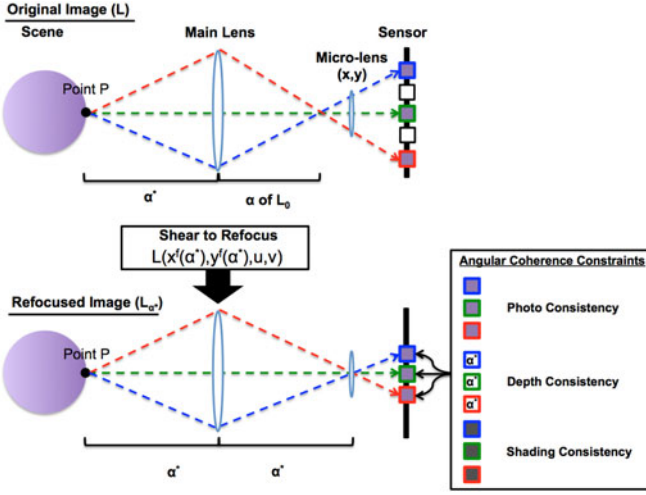 Original Image (L)
Scene
Main Lens
Sensor
Micro-lens
(x,y)
Point P
α*
α of L₀
Shear to Refocus
L(xᶠ(α*),yᶠ(α*),u,v)
Refocused Image (Lα*)
Point P
α*
α*
Angular Coherence Constraints
Photo Consistency
α*
α*
Depth Consistency
α*
Shading Consistency